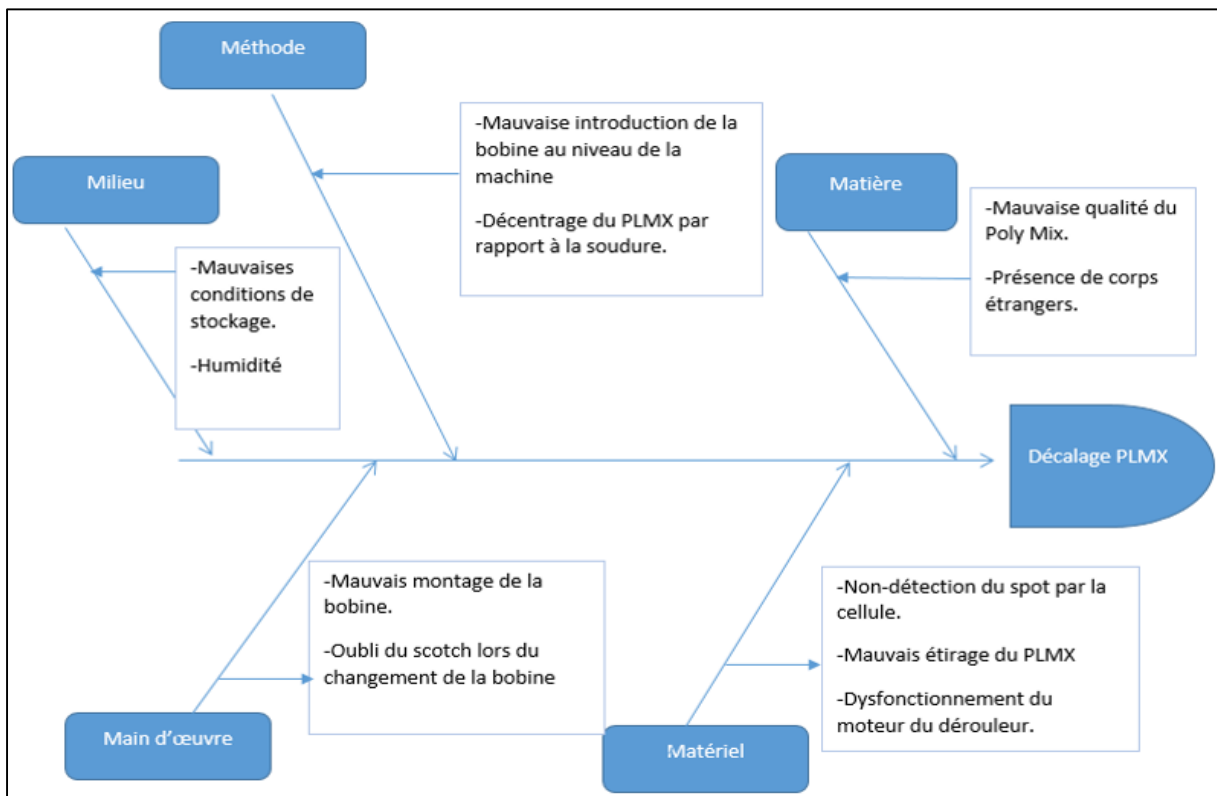 Méthode
-Mauvaise introduction de la
bobine au niveau de la
machine
-Décentrage du PLMX par
rapport à la soudure.
Milieu
-Mauvaises
conditions de
stockage.
-Humidité
Matière
-Mauvaise qualité du
Poly Mix.
-Présence de corps
étrangers.
Décalage PLMX
-Mauvais montage de la
bobine.
-Oubli du scotch lors du
changement de la bobine
Main d’œuvre
-Non-détection du spot par la
cellule.
-Mauvais étirage du PLMX
-Dysfonctionnement du
moteur du dérouleur.
Matériel